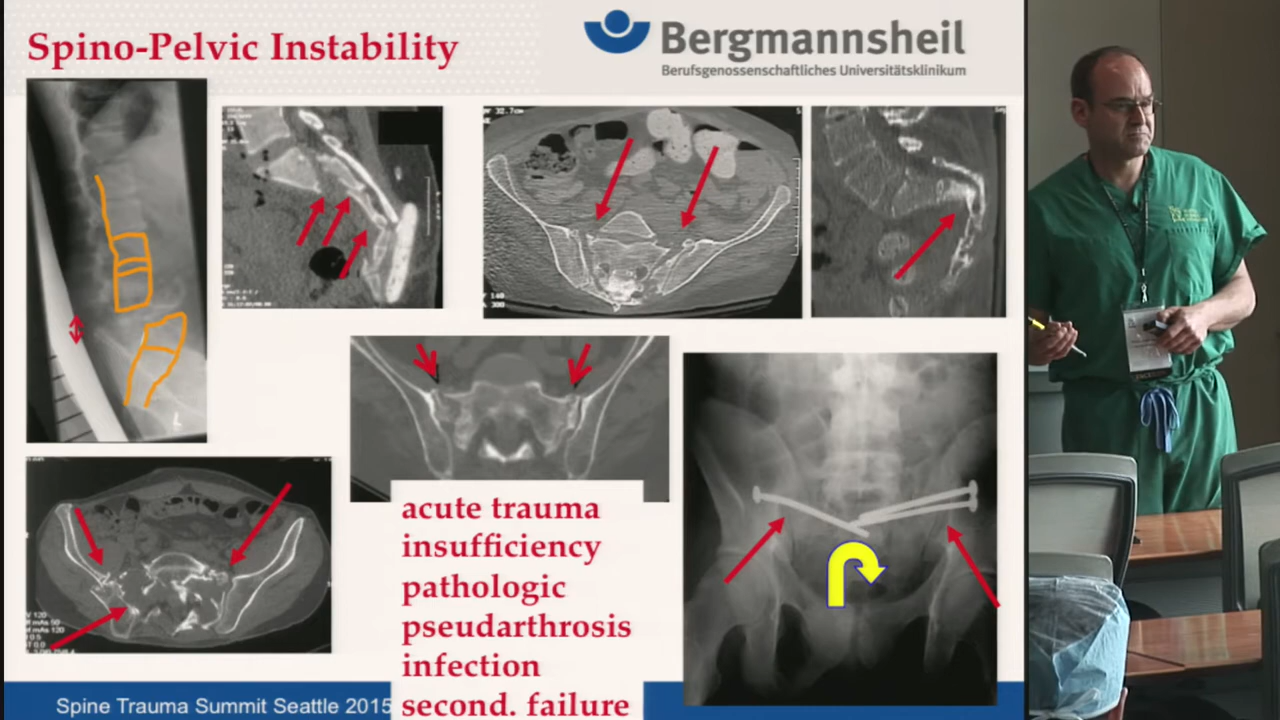 Spino-Pelvic Instability
Bergmannsheil
Berufsgenossenschaftliches Universitätsklinikum
L
acute trauma
insufficiency
pathologic
pseudarthrosis
infection
second. failure
Spine Trauma Summit Seattle 2015